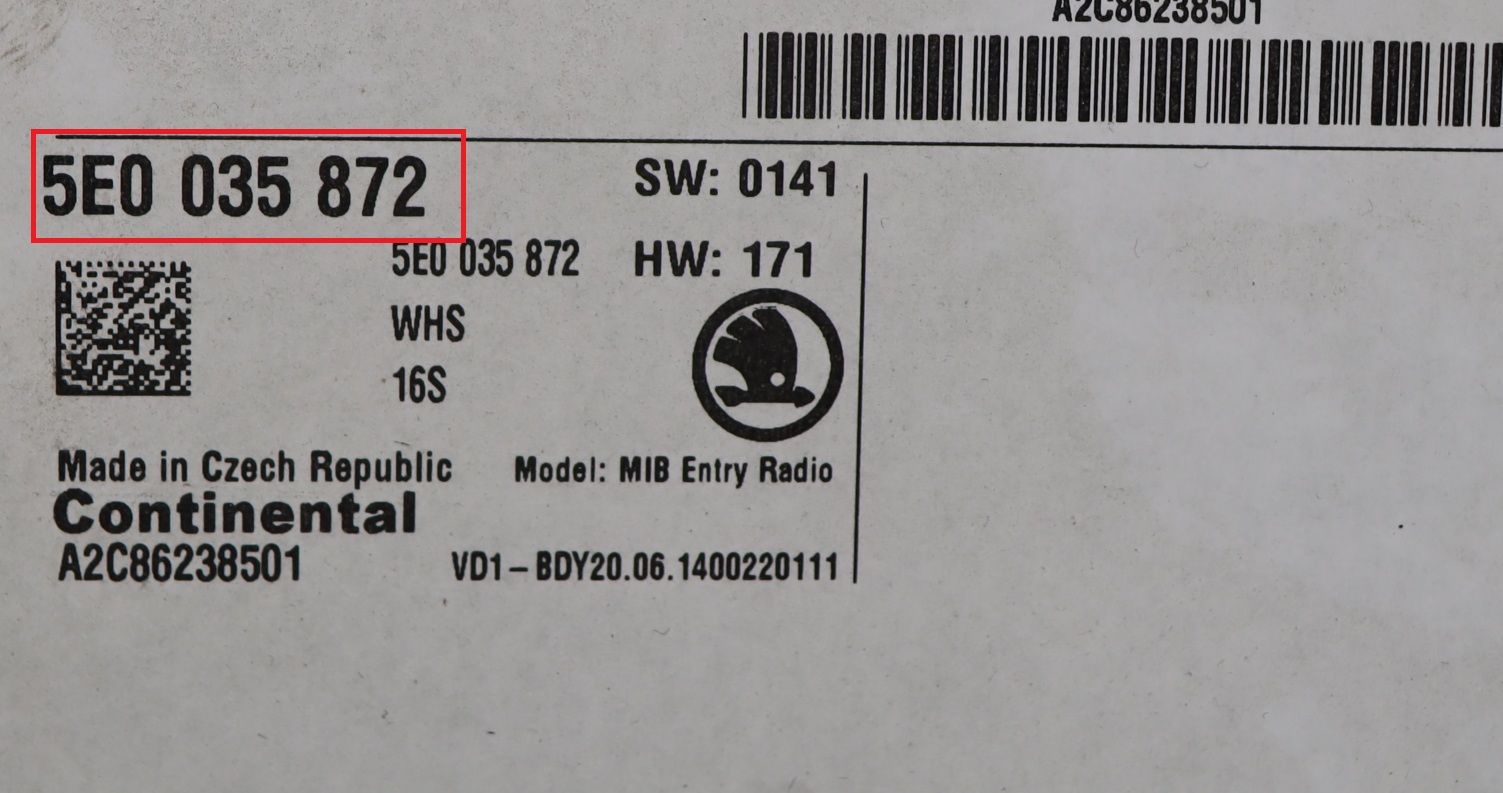 A2C86238501
5E0 035 872
SW: 0141
5E0 035 872
HW: 171
WHS
16S
Made in Czech Republic
Model: MIB Entry Radio
Continental
A2C86238501
VD1-BDY20.06.1400220111